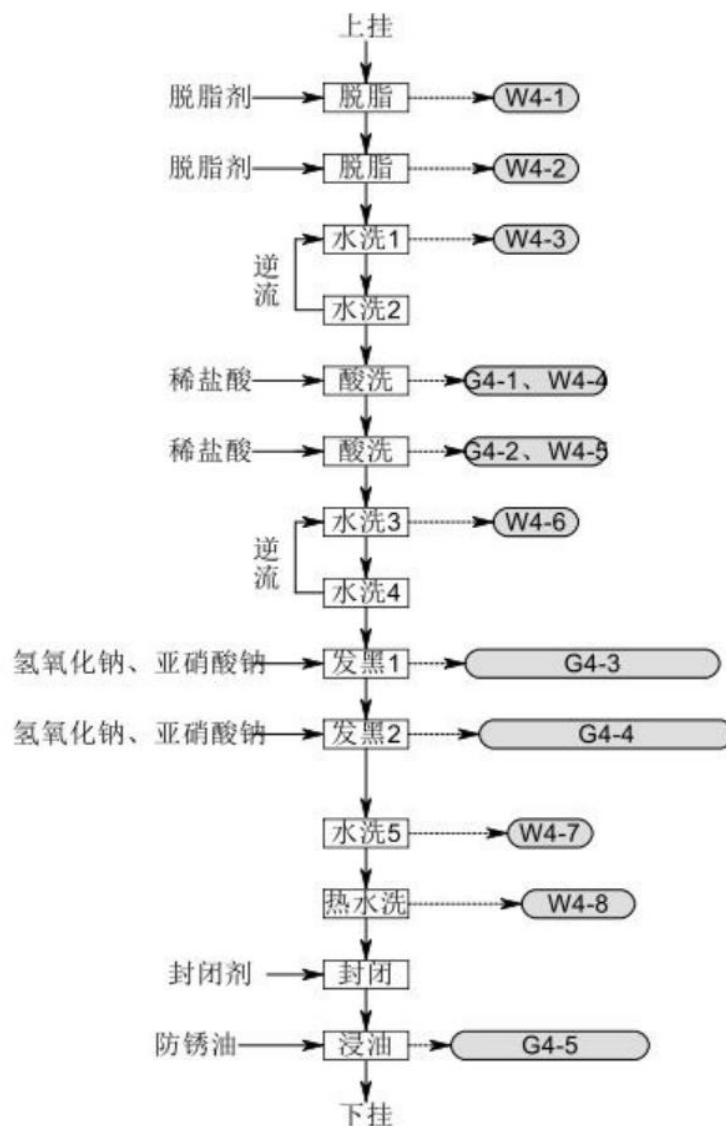 上挂
脱脂剂 脱脂 W4-1
脱脂剂 脱脂 W4-2
水洗1 W4-3
逆流
水洗2
稀盐酸 酸洗 G4-1、W4-4
稀盐酸 酸洗 G4-2、W4-5
水洗3 W4-6
逆流
水洗4
氢氧化钠、亚硝酸钠 发黑1 G4-3
氢氧化钠、亚硝酸钠 发黑2 G4-4
水洗5 W4-7
热水洗 W4-8
封闭剂 封闭
防锈油 浸油 G4-5
下挂